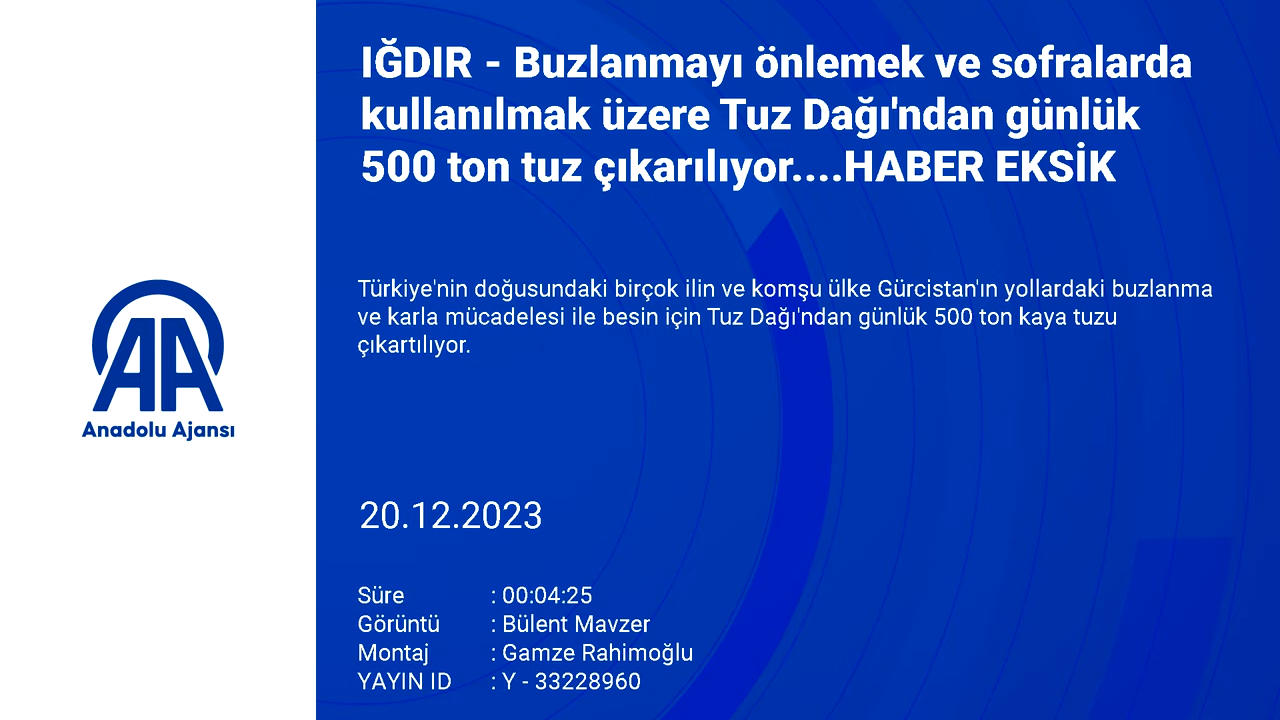 IĞDIR - Buzlanmayı önlemek ve sofralarda
kullanılmak üzere Tuz Dağı'ndan günlük
500 ton tuz çıkarılıyor....HABER EKSİK
Türkiye'nin doğusundaki birçok ilin ve komşu ülke Gürcistan'ın yollardaki buzlanma
ve karla mücadelesi ile besin için Tuz Dağı'ndan günlük 500 ton kaya tuzu
çıkartılıyor.
AA
Anadolu Ajansı
20.12.2023
Süre : 00:04:25
Görüntü : Bülent Mavzer
Montaj : Gamze Rahimoğlu
YAYIN ID : Y - 33228960